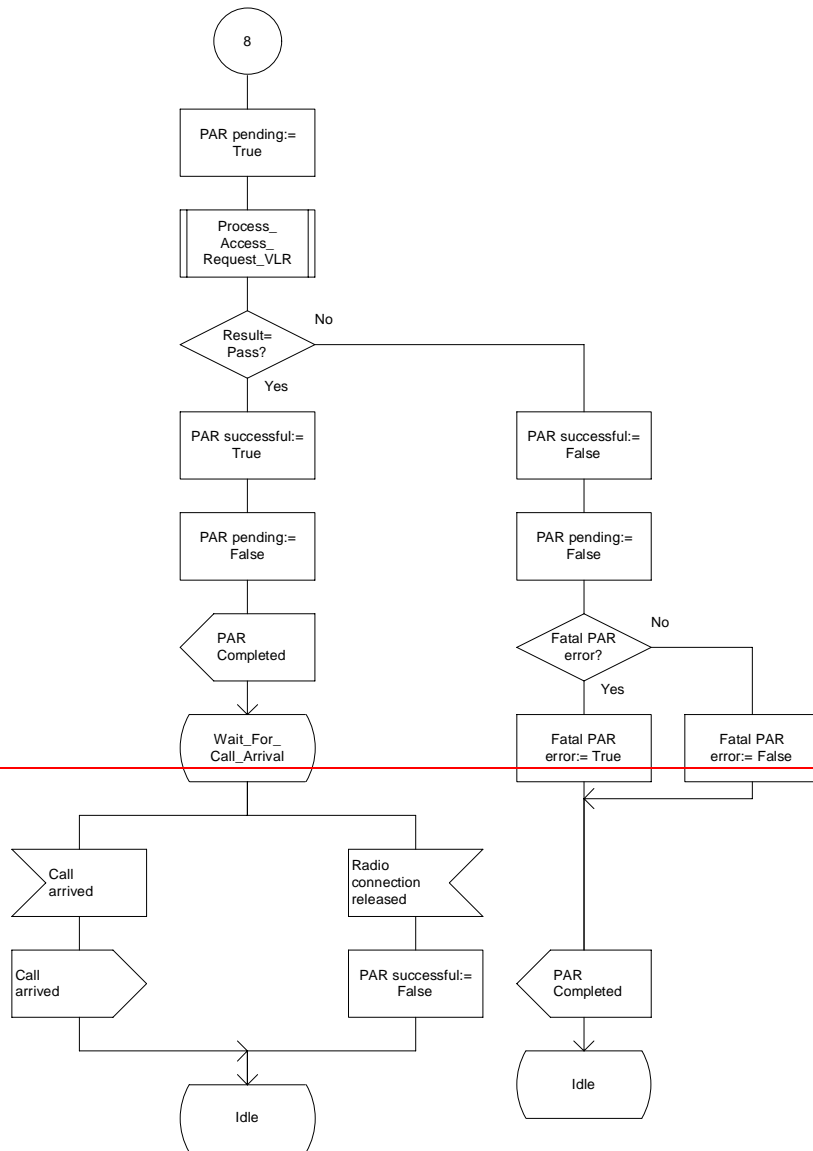 8
PAR pending:=
True
Process_
Access_
Request_VLR
Result=
Pass?
No
Yes
PAR successful:=
True
PAR successful:=
False
PAR pending:=
False
PAR pending:=
False
PAR
Completed
Fatal PAR
error?
No
Yes
Wait_For_
Call_Arrival
Fatal PAR
error:= True
Fatal PAR
error:= False
Call
arrived
Radio
connection
released
Call
arrived
PAR successful:=
False
PAR
Completed
Idle
Idle